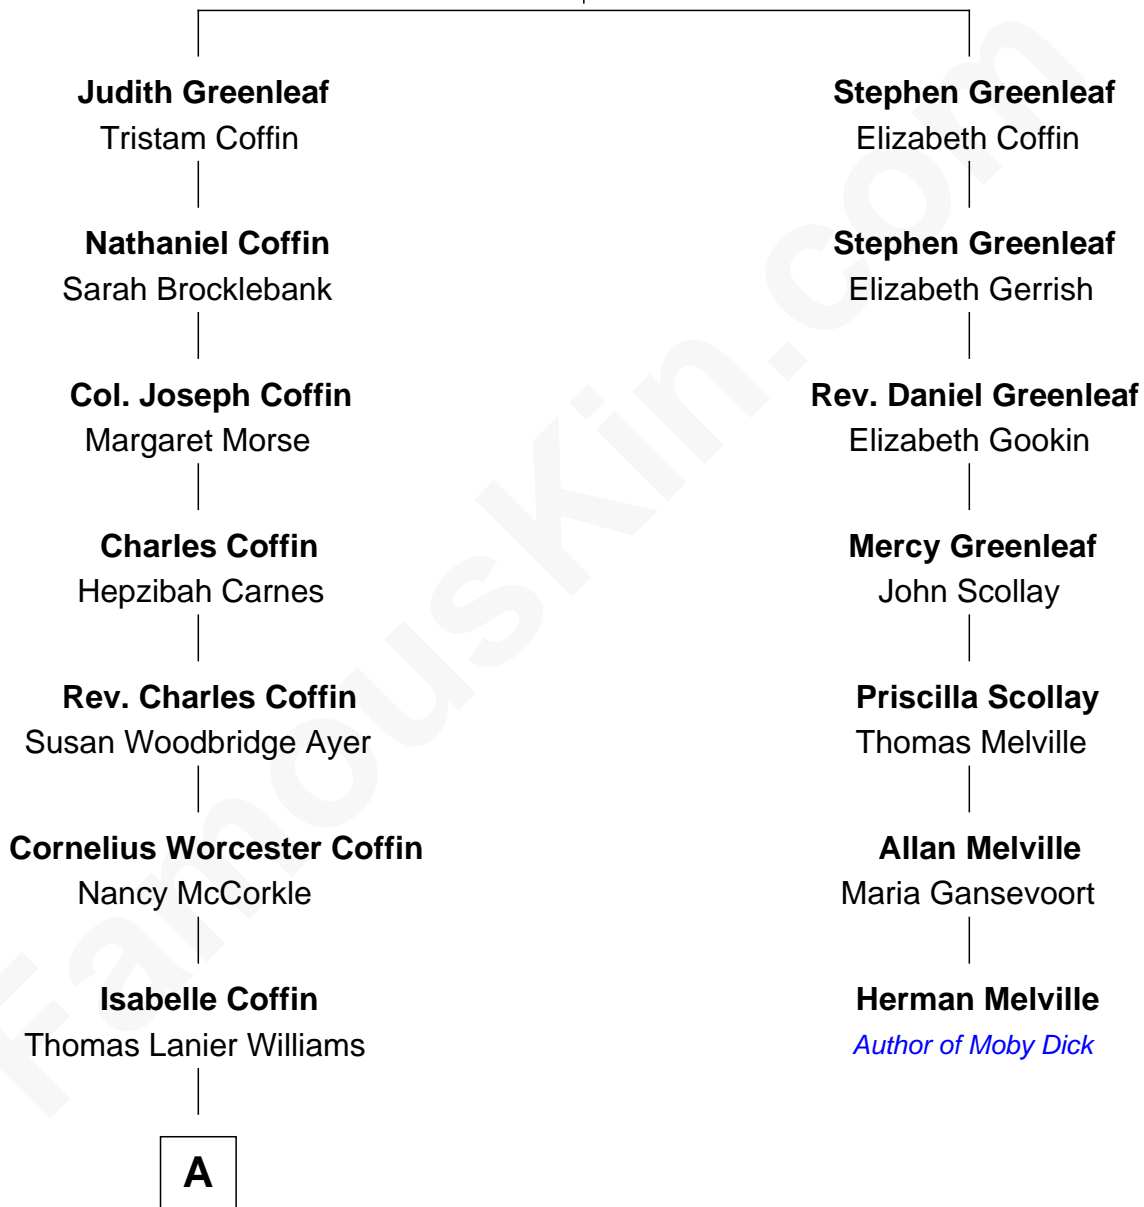 Judith Greenleaf
Tristam Coffin
Stephen Greenleaf
Elizabeth Coffin
Nathaniel Coffin
Sarah Brocklebank
Stephen Greenleaf
Elizabeth Gerrish
Col. Joseph Coffin
Margaret Morse
Rev. Daniel Greenleaf
Elizabeth Gookin
Charles Coffin
Hepzibah Carnes
Mercy Greenleaf
John Scollay
Rev. Charles Coffin
Susan Woodbridge Ayer
Priscilla Scollay
Thomas Melville
Cornelius Worcester Coffin
Nancy McCorkle
Allan Melville
Maria Gansevoort
Isabelle Coffin
Thomas Lanier Williams
Herman Melville
Author of Moby Dick
A
FamousKin.com